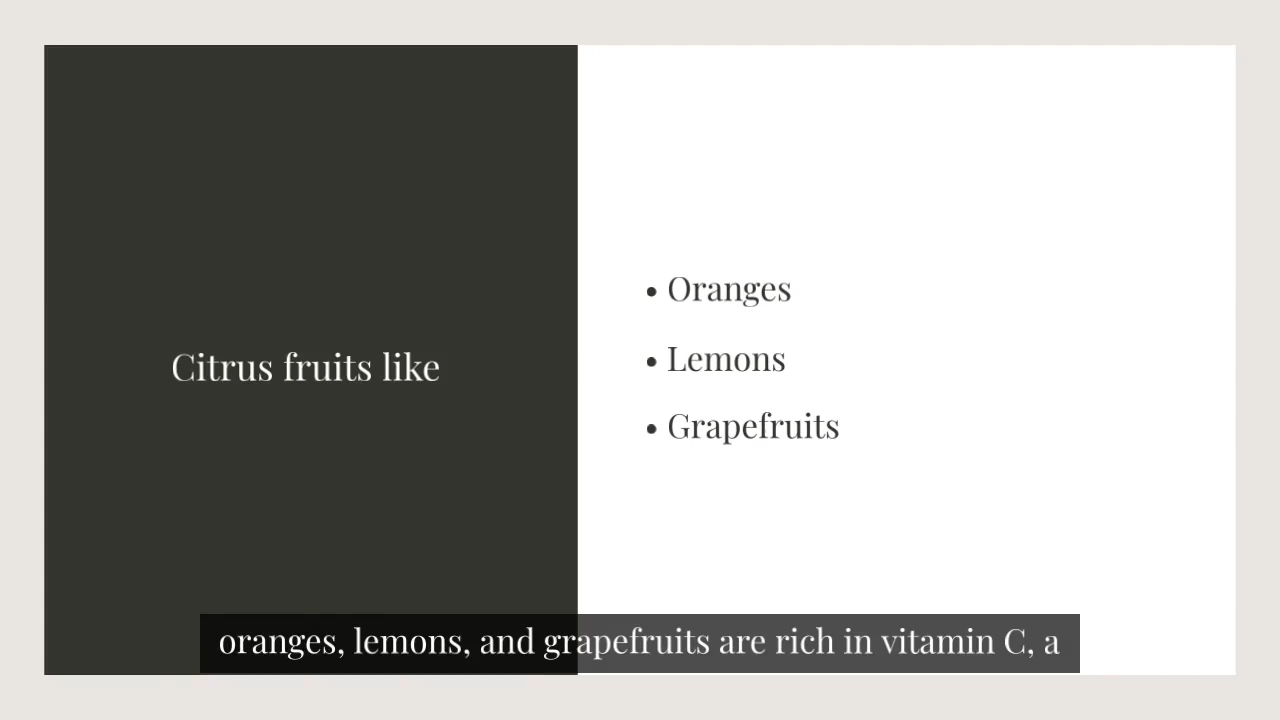 Citrus fruits like
• Oranges
• Lemons
• Grapefruits
oranges, lemons, and grapefruits are rich in vitamin C, a